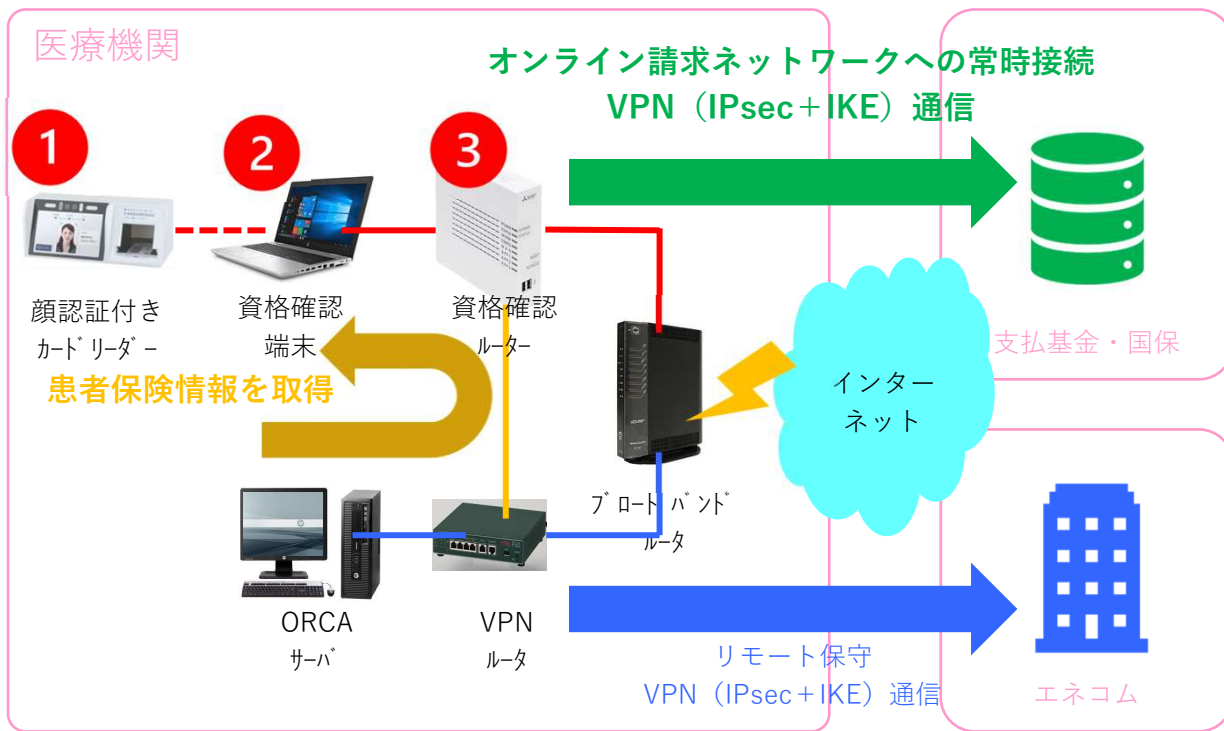 医療機関
オンライン請求ネットワークへの常時接続
VPN（IPsec＋IKE）通信
1
2
3
顔認証付き
ｶｰﾄﾞﾘｰﾀﾞｰ
資格確認
端末
資格確認
ﾙｰﾀｰ
支払基金・国保
患者保険情報を取得
インター
ネット
ﾌﾞﾛｰﾄﾞﾊﾞﾝﾄﾞ
ﾙｰﾀ
ORCA
ｻｰﾊﾞ
VPN
ﾙｰﾀ
リモート保守
VPN（IPsec＋IKE）通信
エネコム